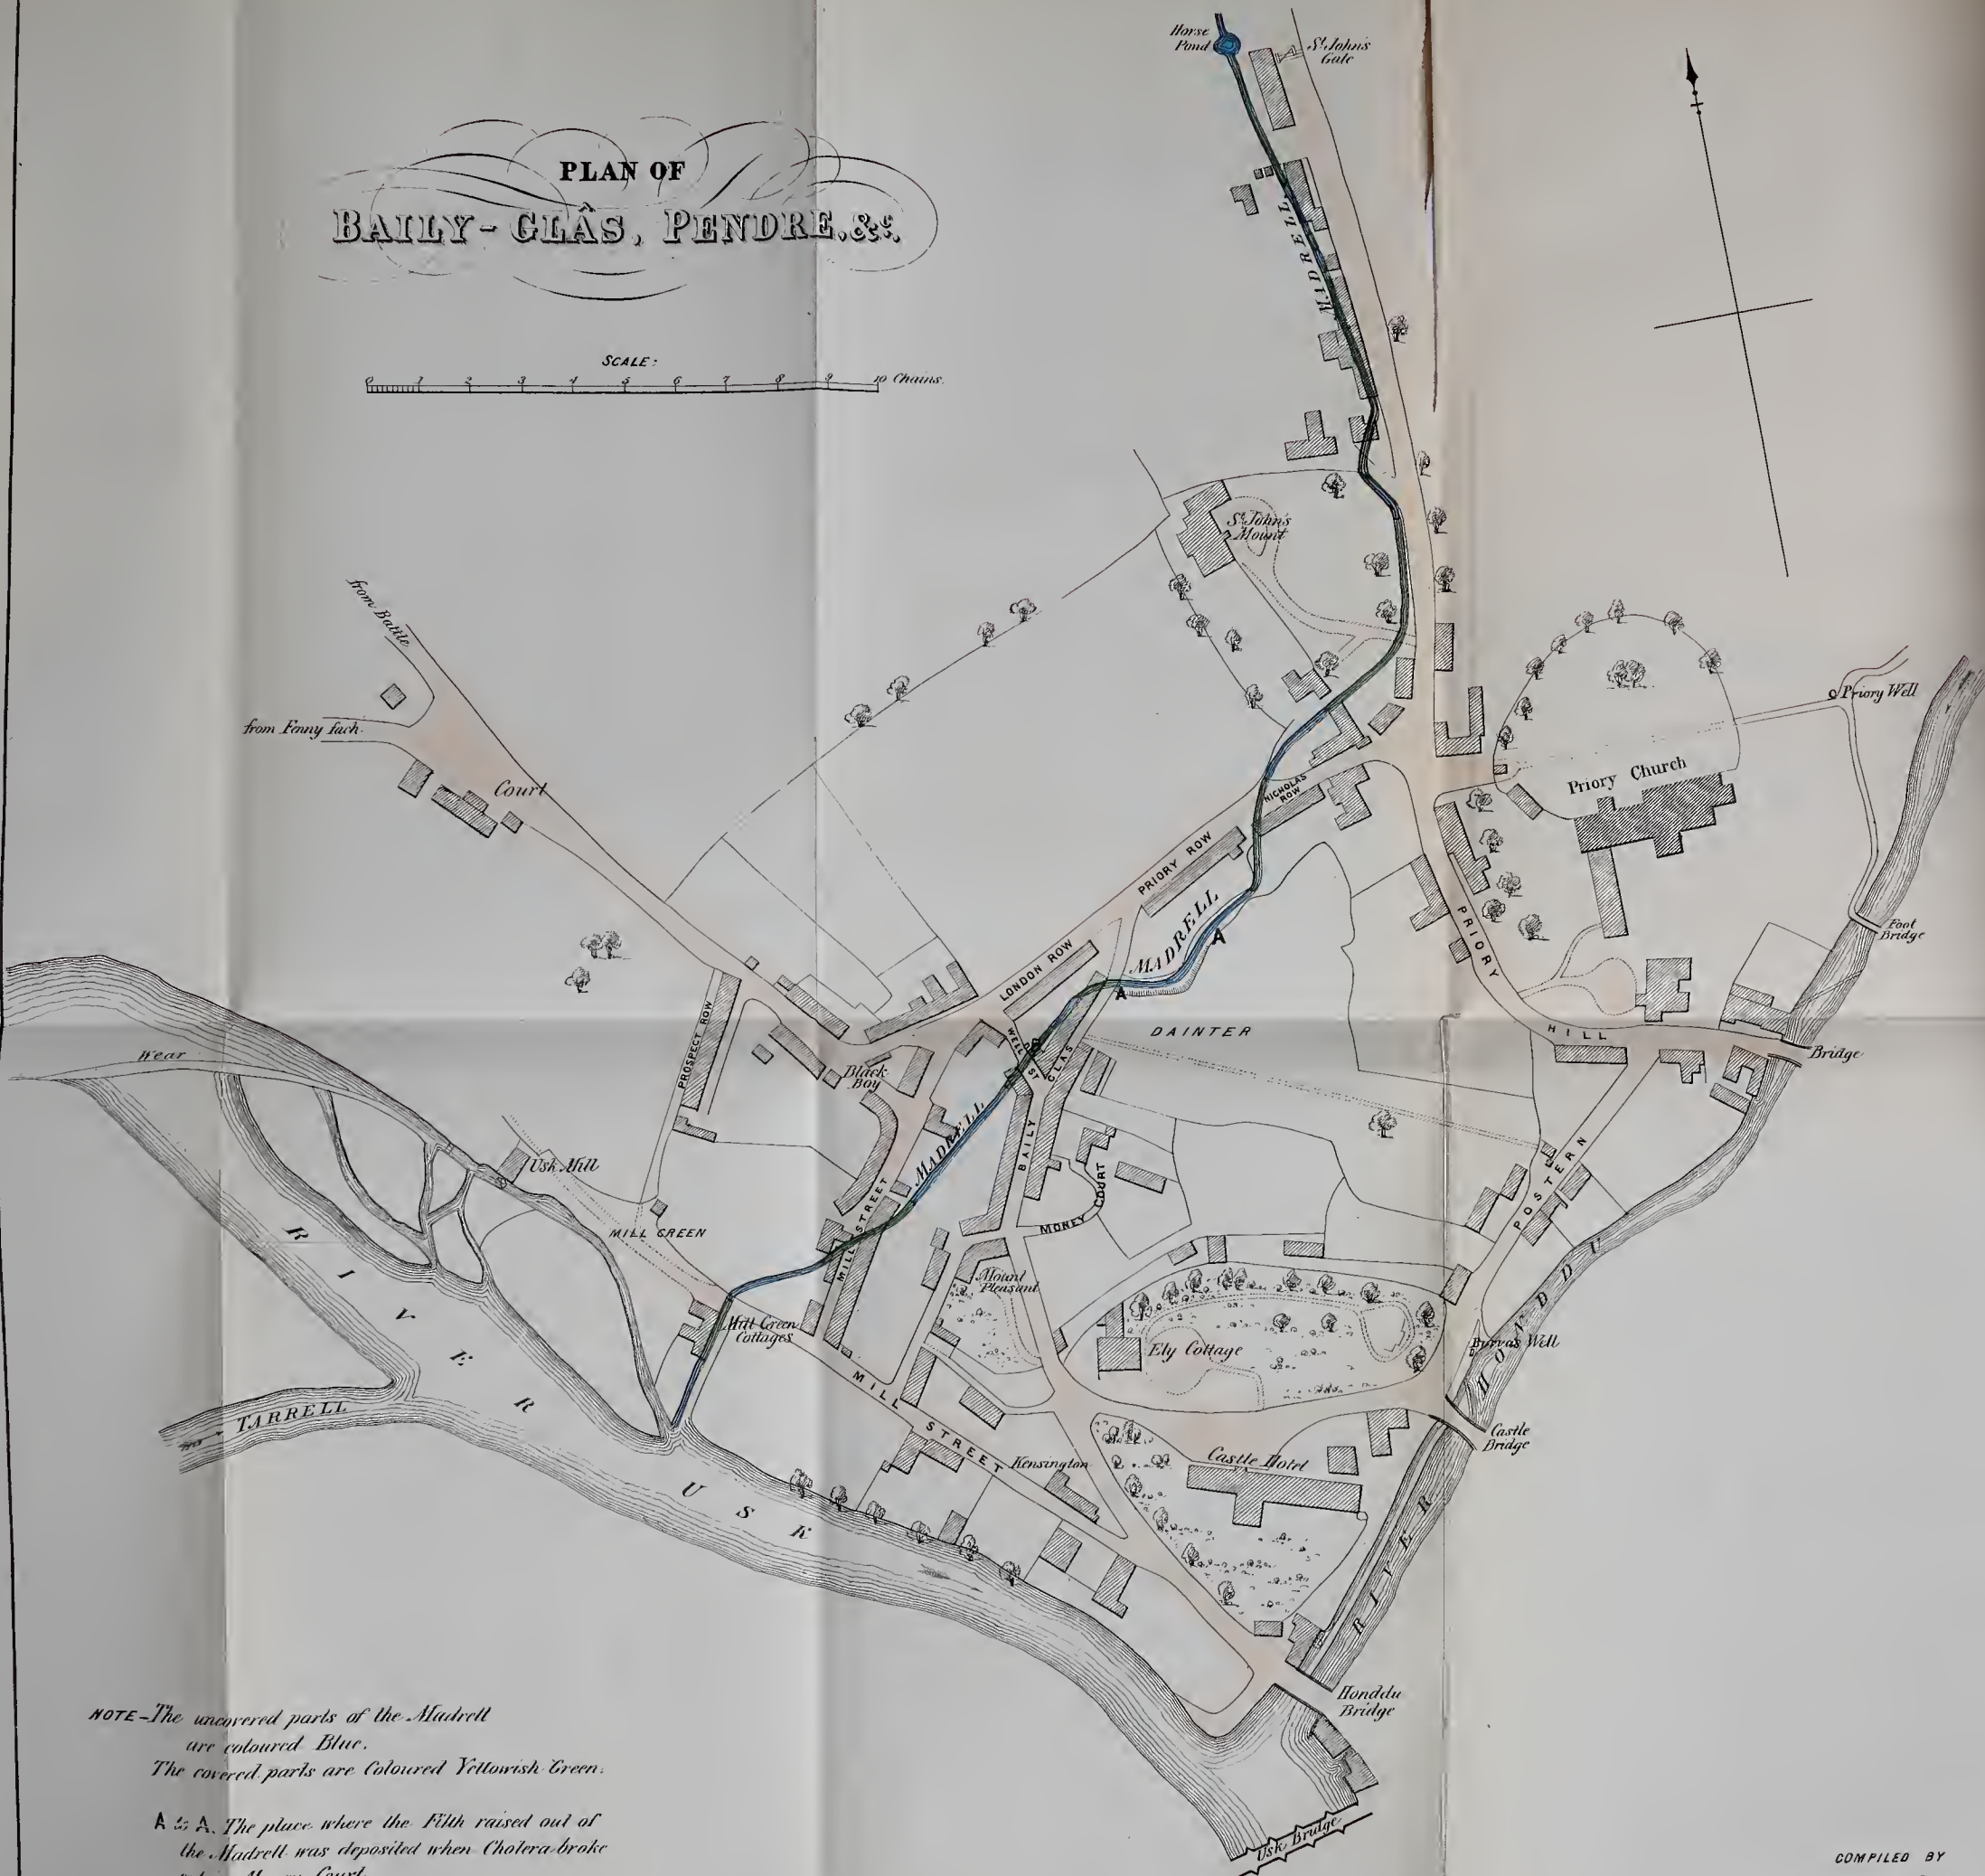 Horse
Pond
St. John's
Gate
PLAN OF
BAILY-GLÂS, PENDRE, &c.
SCALE:
0 1 2 3 4 5 6 7 8 9 10 Chains.
MADRELL
St. John's
Mount
from Battle
from Fenny fach.
Court
Priory Well
Priory Church
NICHOLAS
ROW
PRIORY ROW
MADRELL
A
A
LONDON ROW
PRIORY
HILL
Foot
Bridge
Bridge
DAINTER
WELL ST
BAILY GLAS
PROSPECT ROW
Black
Boy
Wear
Usk Mill
MILL GREEN
MADRELL
MILL STREET
MONEY COURT
POSTERN
Mount
Pleasant
Mill Green
Cottages
Ely Cottage
Well
RIVER HONDDU
Castle
Bridge
MILL STREET
Kensington
Castle Hotel
TARRELL
RIVER USK
Honddu
Bridge
Usk Bridge
NOTE-The uncovered parts of the Madrell
are coloured Blue.
The covered parts are Coloured Yellowish Green.
A to A. The place where the Filth raised out of
the Madrell was deposited when Cholera broke
COMPILED BY